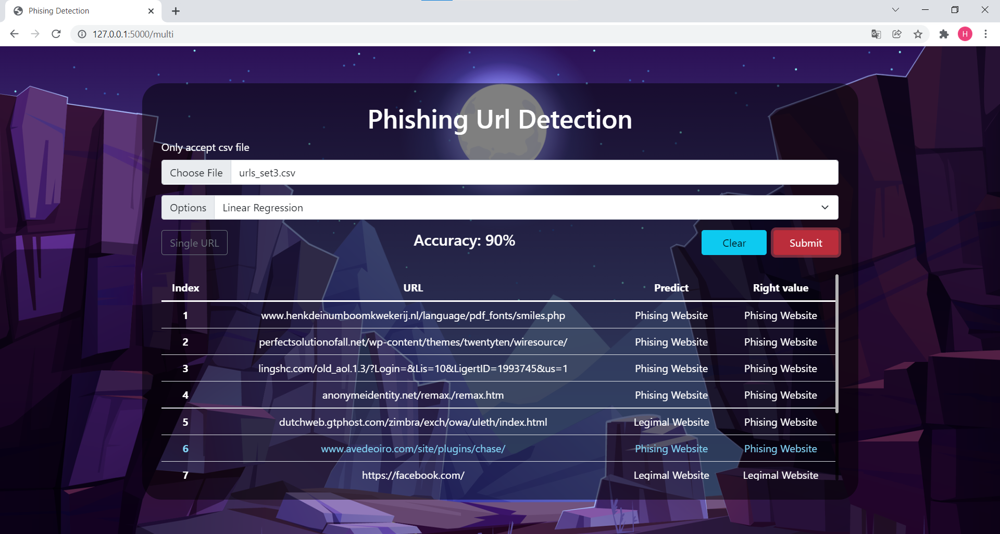 Phising Detection
127.0.0.1:5000/multi
H
Phishing Url Detection
Only accept csv file
Choose File urls_set3.csv
Options Linear Regression
Single URL Accuracy: 90% Clear Submit
Index URL Predict Right value
1 www.henkdeinumboomkwekerij.nl/language/pdf_fonts/smiles.php Phising Website Phising Website
2 perfectsolutionofall.net/wp-content/themes/twentyten/wiresource/ Phising Website Phising Website
3 lingshc.com/old_aol.1.3/?Login=&Lis=10&LigertID=1993745&us=1 Phising Website Phising Website
4 anonymeidentity.net/remax./remax.htm Phising Website Phising Website
5 dutchweb.gtphost.com/zimbra/exch/owa/uleth/index.html Legimal Website Phising Website
6 www.avedeoiro.com/site/plugins/chase/ Phising Website Phising Website
7 https://facebook.com/ Legimal Website Legimal Website